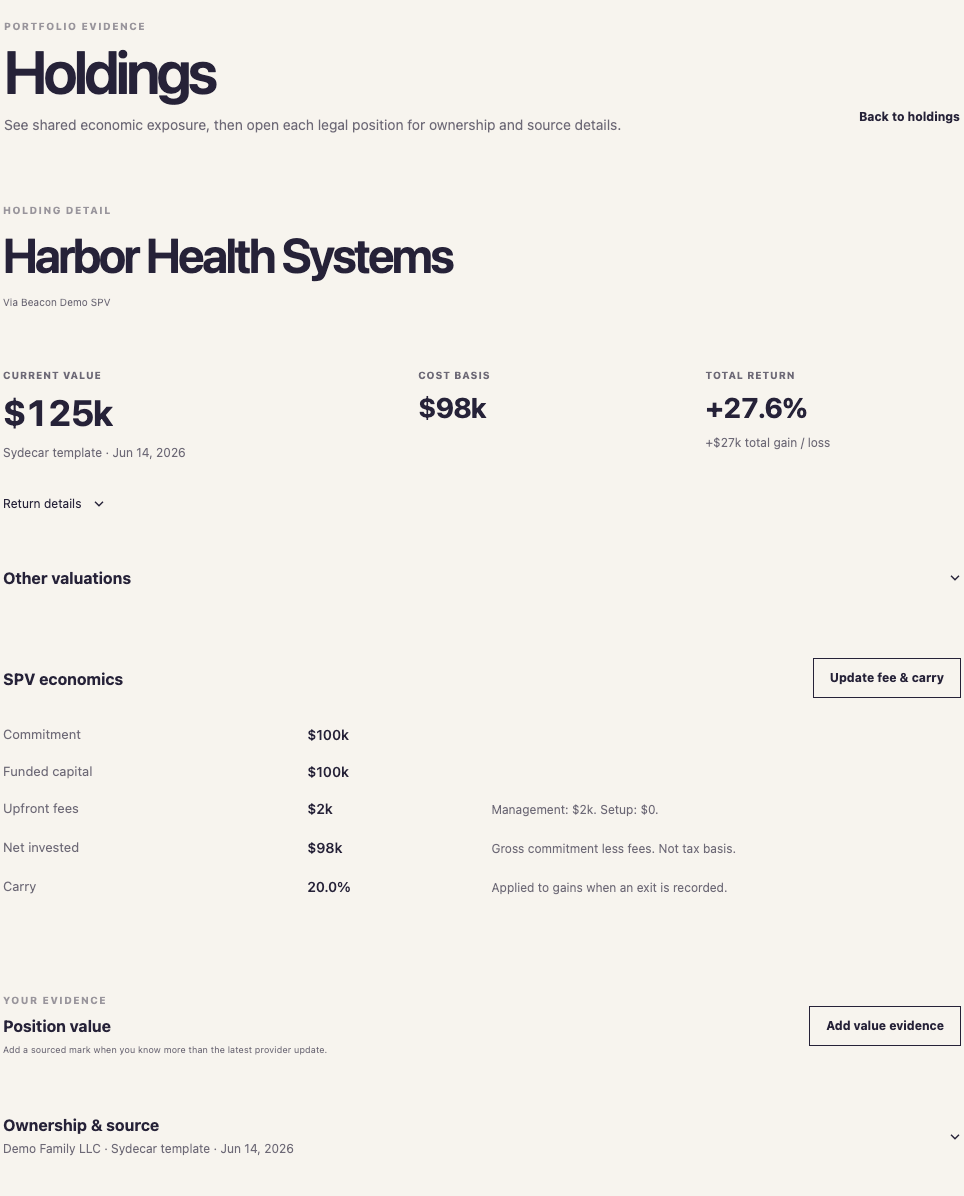 PORTFOLIO EVIDENCE
Holdings
See shared economic exposure, then open each legal position for ownership and source details.
Back to holdings
HOLDING DETAIL
Harbor Health Systems
Via Beacon Demo SPV
CURRENT VALUE
$125k
Sydecar template · Jun 14, 2026
COST BASIS
$98k
TOTAL RETURN
+27.6%
+$27k total gain / loss
Return details
Other valuations
SPV economics
Update fee & carry
Commitment $100k
Funded capital $100k
Upfront fees $2k Management: $2k. Setup: $0.
Net invested $98k Gross commitment less fees. Not tax basis.
Carry 20.0% Applied to gains when an exit is recorded.
YOUR EVIDENCE
Position value
Add a sourced mark when you know more than the latest provider update.
Add value evidence
Ownership & source
Demo Family LLC · Sydecar template · Jun 14, 2026